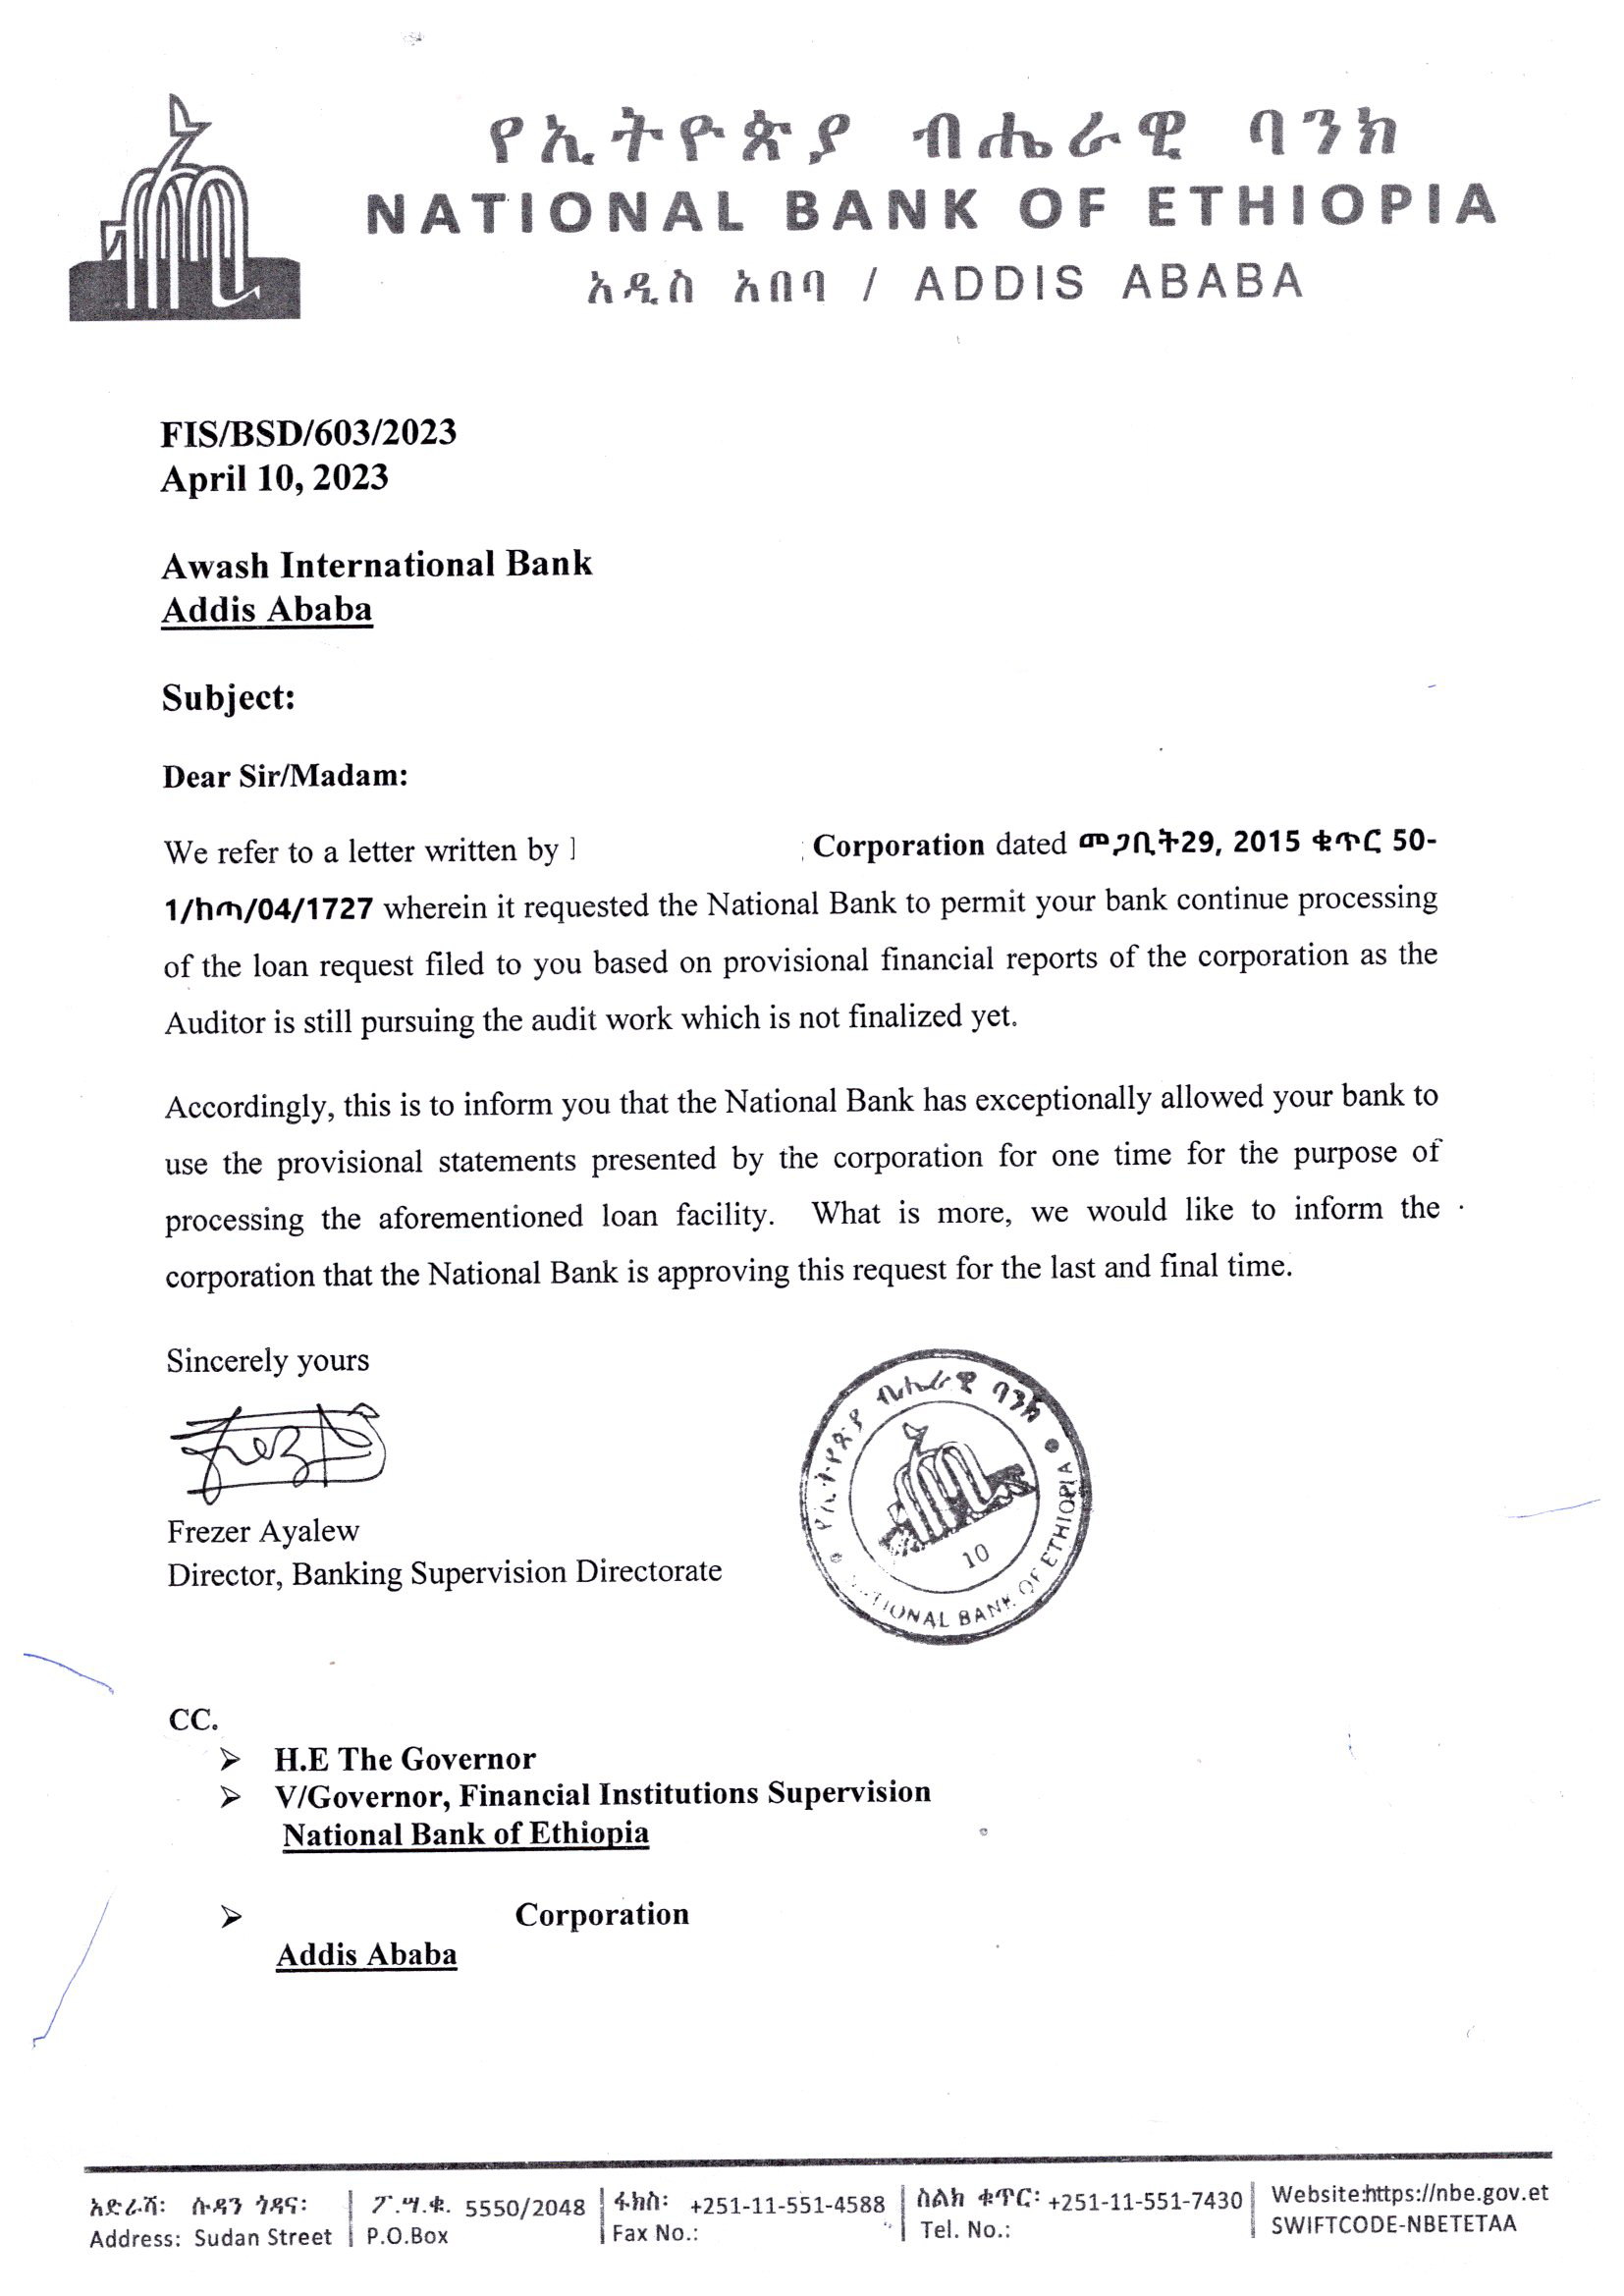 የኢትዮጵያ ብሔራዊ ባንክ
NATIONAL BANK OF ETHIOPIA
አዲስ አበባ / ADDIS ABABA
FIS/BSD/603/2023
April 10, 2023
Awash International Bank
Addis Ababa
Subject:
Dear Sir/Madam:
We refer to a letter written by Corporation dated መጋቢት29, 2015 ቁጥር 50-
1/ከጣ/04/1727 wherein it requested the National Bank to permit your bank continue processing
of the loan request filed to you based on provisional financial reports of the corporation as the
Auditor is still pursuing the audit work which is not finalized yet.
Accordingly, this is to inform you that the National Bank has exceptionally allowed your bank to
use the provisional statements presented by the corporation for one time for the purpose of
processing the aforementioned loan facility. What is more, we would like to inform the
corporation that the National Bank is approving this request for the last and final time.
Sincerely yours
Frezer Ayalew
Director, Banking Supervision Directorate
የኢትዮጵያ ብሔራዊ ባንክ
10
NATIONAL BANK OF ETHIOPIA
CC.
➢ H.E The Governor
➢ V/Governor, Financial Institutions Supervision
National Bank of Ethiopia
➢ Corporation
Addis Ababa
አድራሻ: ሱዳን ጎዳና: ፖ.ሣ.ቁ. 5550/2048 ፋክስ: +251-11-551-4588 ስልክ ቁጥር: +251-11-551-7430 Website:https://nbe.gov.et
Address: Sudan Street P.O.Box Fax No.: Tel. No.: SWIFTCODE-NBETETAA